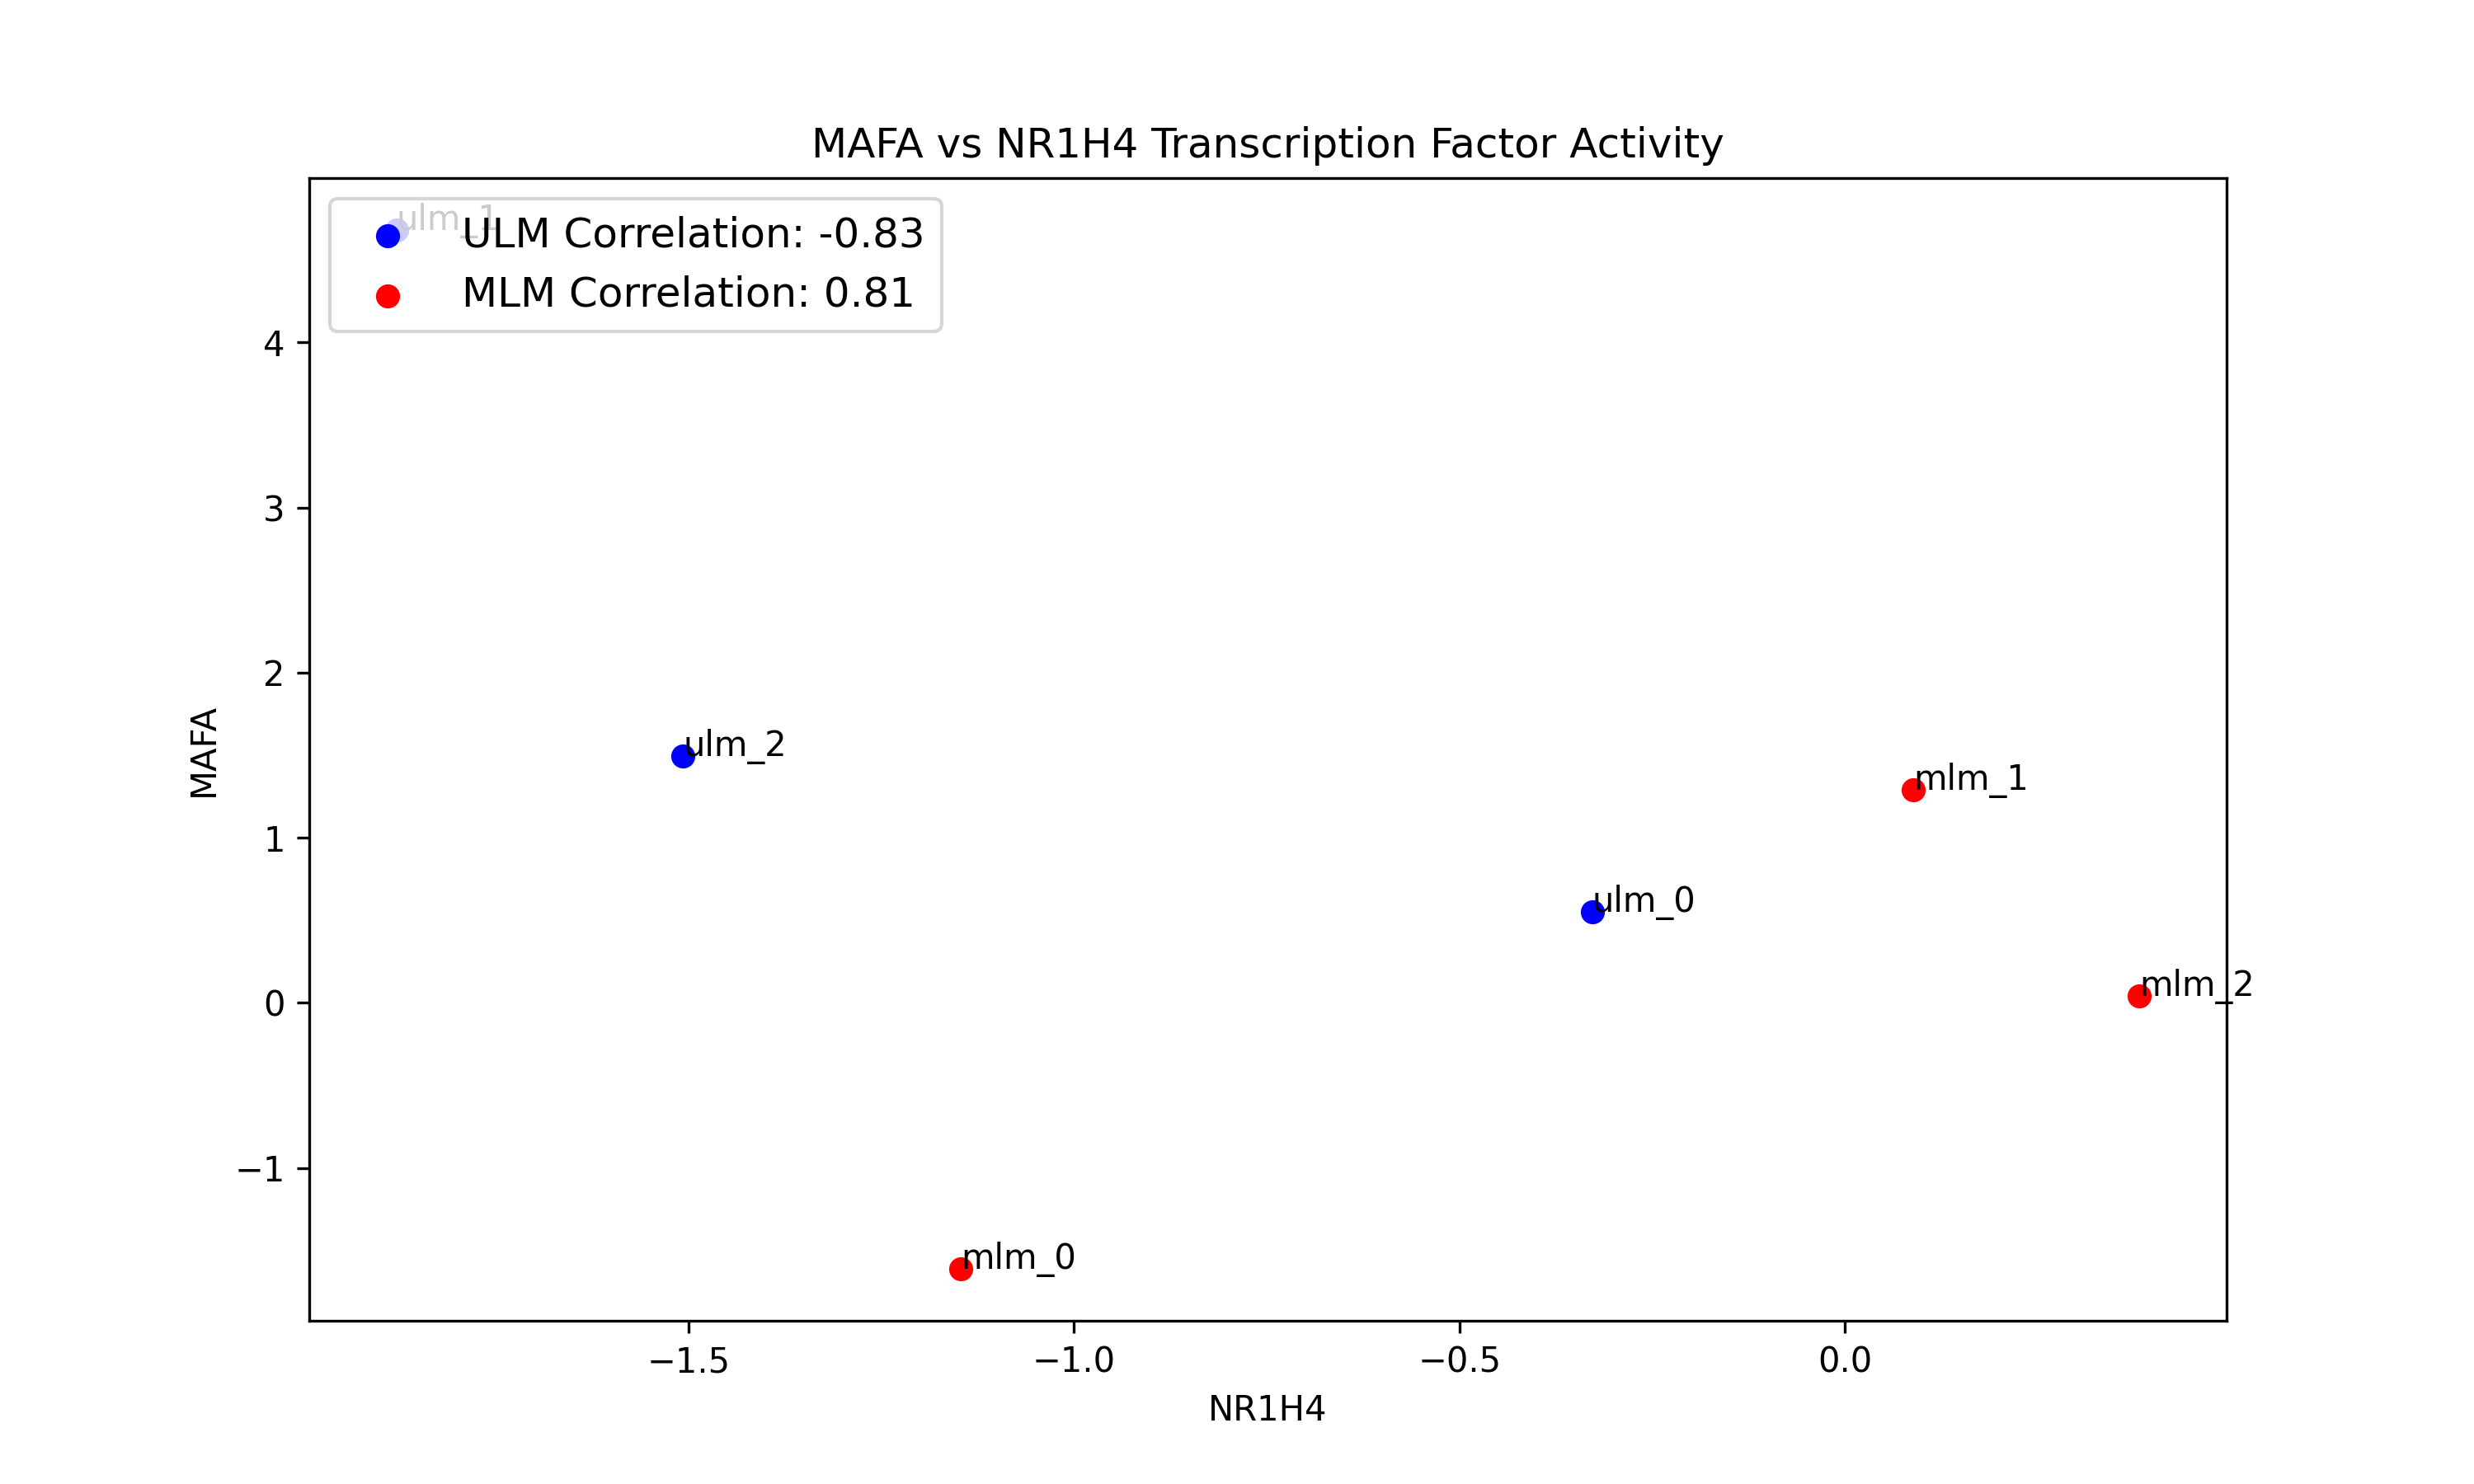 MAFA vs NR1H4 Transcription Factor Activity
ulm_1
ULM Correlation: -0.83
MLM Correlation: 0.81
4
3
2
1
0
−1
MAFA
ulm_2
mlm_1
ulm_0
mlm_2
mlm_0
−1.5
−1.0
−0.5
0.0
NR1H4